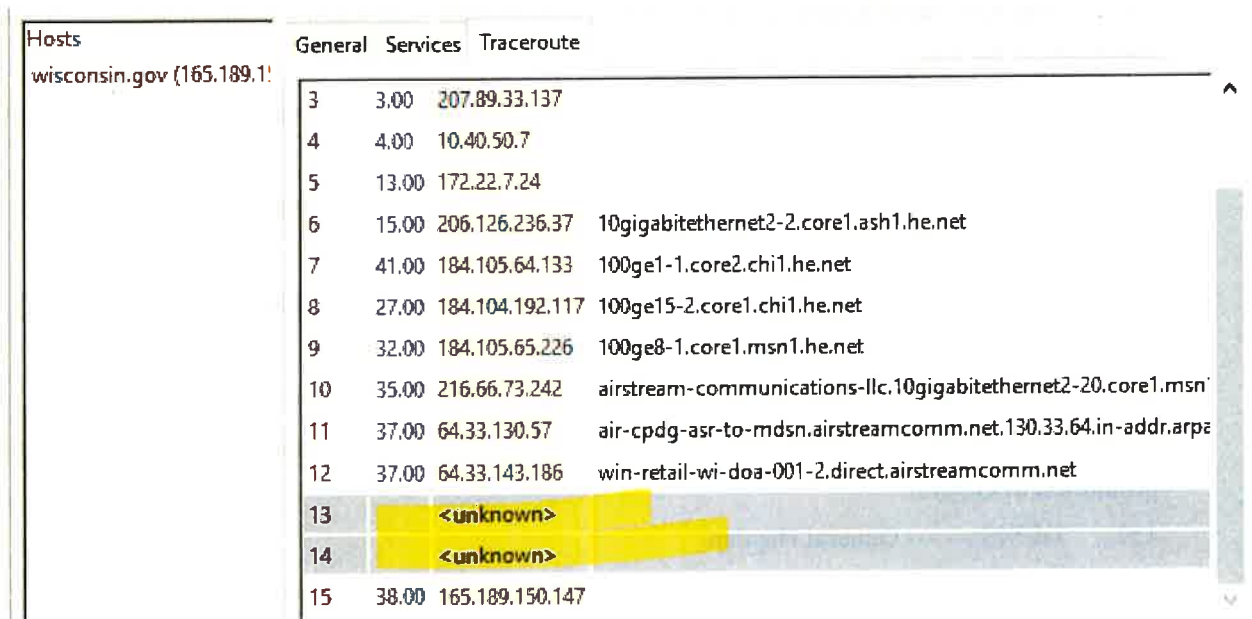 Hosts
wisconsin.gov (165.189.1
General Services Traceroute
3 3.00 207.89.33.137
4 4.00 10.40.50.7
5 13.00 172.22.7.24
6 15.00 206.126.236.37 10gigabitethernet2-2.core1.ash1.he.net
7 41.00 184.105.64.133 100ge1-1.core2.chi1.he.net
8 27.00 184.104.192.117 100ge15-2.core1.chi1.he.net
9 32.00 184.105.65.226 100ge8-1.core1.msn1.he.net
10 35.00 216.66.73.242 airstream-communications-llc.10gigabitethernet2-20.core1.msn
11 37.00 64.33.130.57 air-cpdg-asr-to-mdsn.airstreamcomm.net.130.33.64.in-addr.arpa
12 37.00 64.33.143.186 win-retail-wi-doa-001-2.direct.airstreamcomm.net
13 <unknown>
14 <unknown>
15 38.00 165.189.150.147